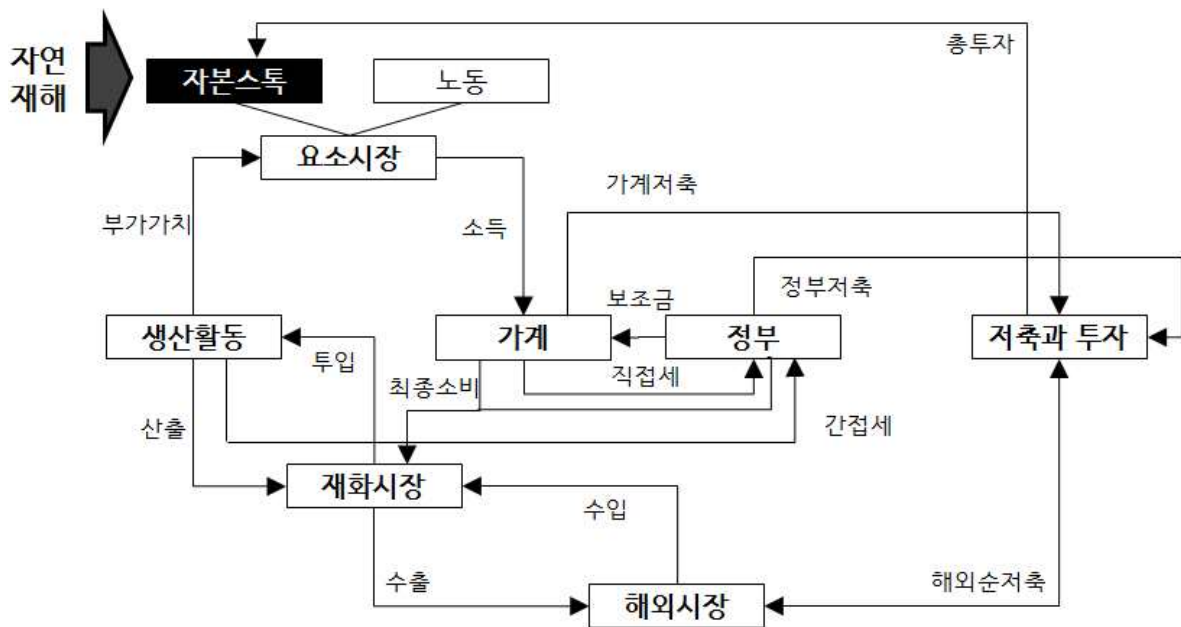 자연
재해
총투자
자본스톡
노동
요소시장
가계저축
부가가치
소득
보조금
정부저축
생산활동
가계
정부
저축과 투자
투입
직접세
최종소비
산출
간접세
재화시장
수입
수출
해외순저축
해외시장